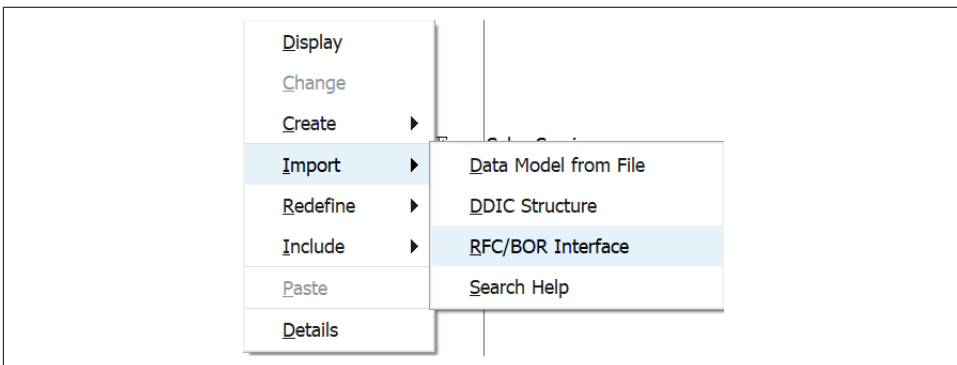 Display
Change
Create
Import
Data Model from File
Redefine
DDIC Structure
Include
RFC/BOR Interface
Paste
Search Help
Details